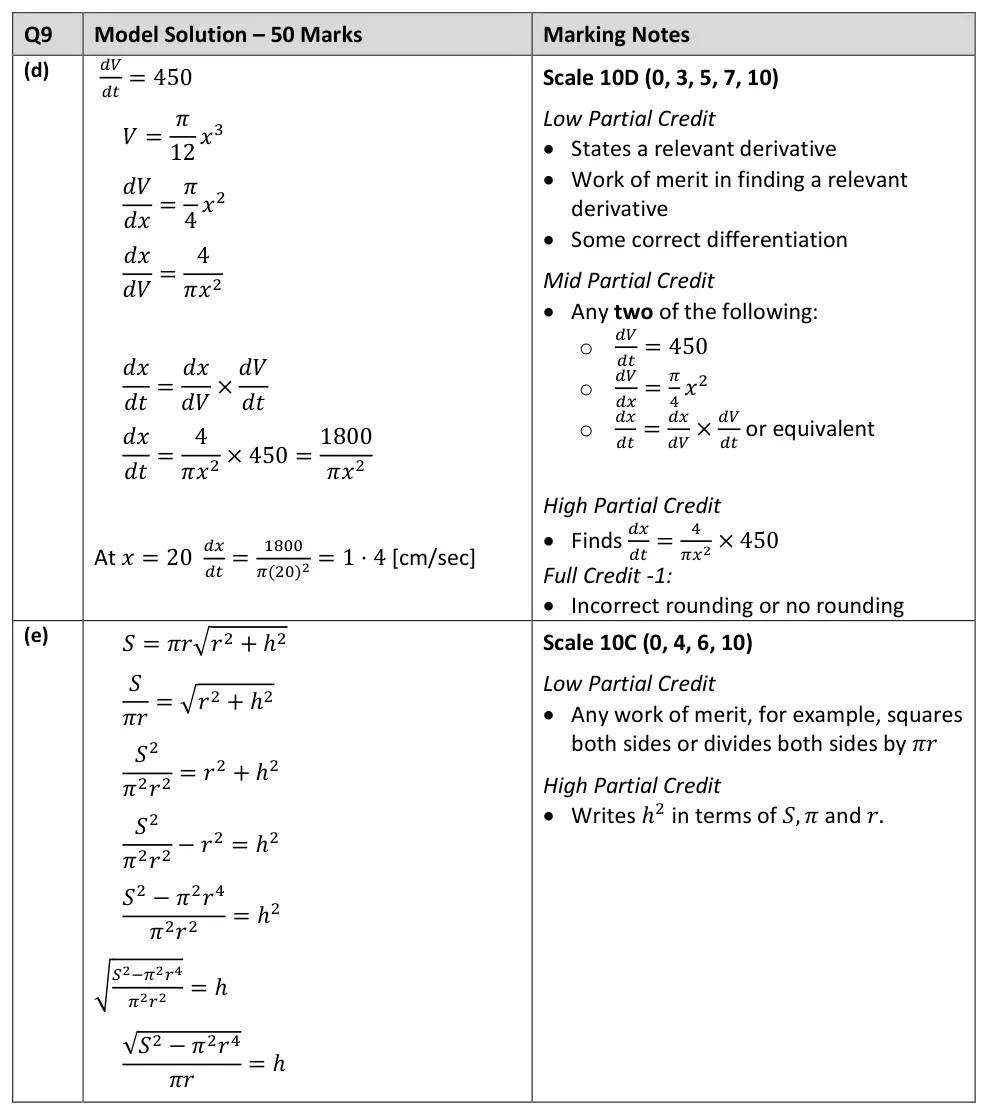 Q9 Model Solution – 50 Marks Marking Notes
(d)
dV/dt = 450
V = π/12 x³
dV/dx = π/4 x²
dx/dV = 4/πx²
dx/dt = dx/dV × dV/dt
dx/dt = 4/πx² × 450 = 1800/πx²
At x = 20 dx/dt = 1800/π(20)² = 1 · 4 [cm/sec]
Scale 10D (0, 3, 5, 7, 10)
Low Partial Credit
• States a relevant derivative
• Work of merit in finding a relevant
derivative
• Some correct differentiation
Mid Partial Credit
• Any two of the following:
o dV/dt = 450
o dV/dx = π/4 x²
o dx/dt = dx/dV × dV/dt or equivalent
High Partial Credit
• Finds dx/dt = 4/πx² × 450
Full Credit -1:
• Incorrect rounding or no rounding
(e)
S = πr√(r² + h²)
S/πr = √(r² + h²)
S²/π²r² = r² + h²
S²/π²r² − r² = h²
(S² − π²r⁴)/π²r² = h²
√((S²−π²r⁴)/π²r²) = h
√(S² − π²r⁴)/πr = h
Scale 10C (0, 4, 6, 10)
Low Partial Credit
• Any work of merit, for example, squares
both sides or divides both sides by πr
High Partial Credit
• Writes h² in terms of S, π and r.